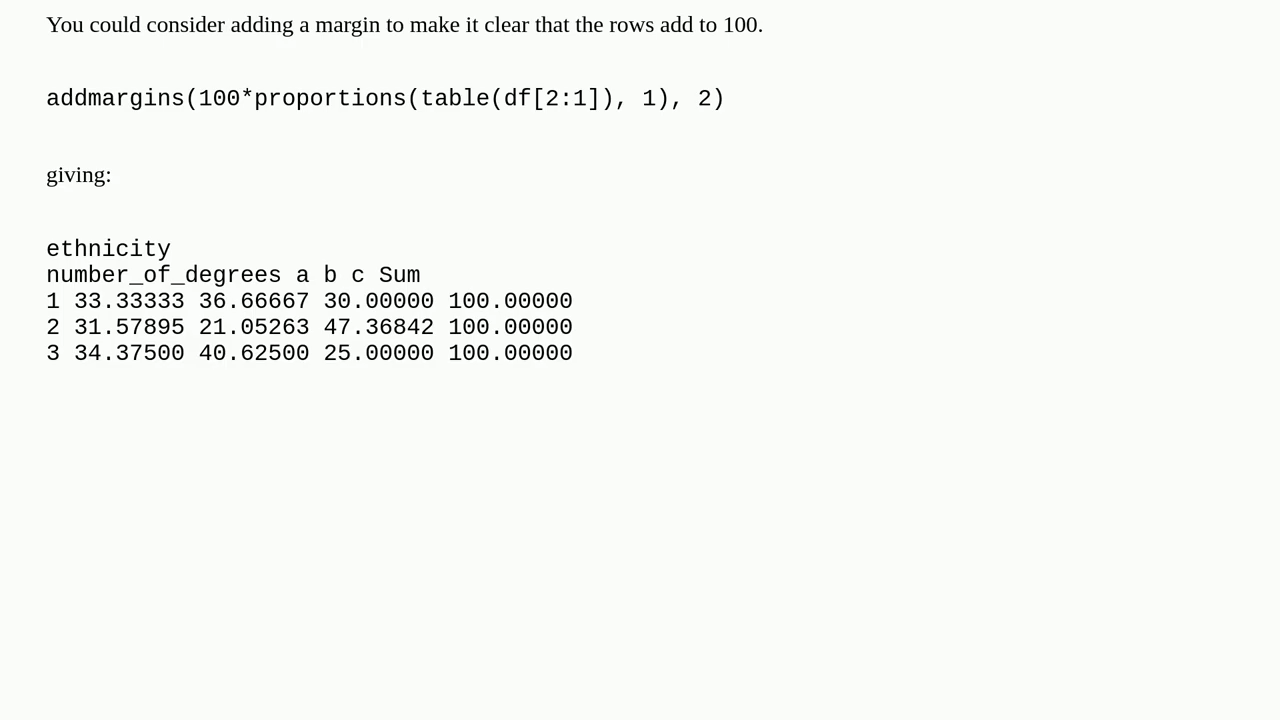 You could consider adding a margin to make it clear that the rows add to 100.
addmargins(100*proportions(table(df[2:1]), 1), 2)
giving:
ethnicity
number_of_degrees a b c Sum
1 33.33333 36.66667 30.00000 100.00000
2 31.57895 21.05263 47.36842 100.00000
3 34.37500 40.62500 25.00000 100.00000